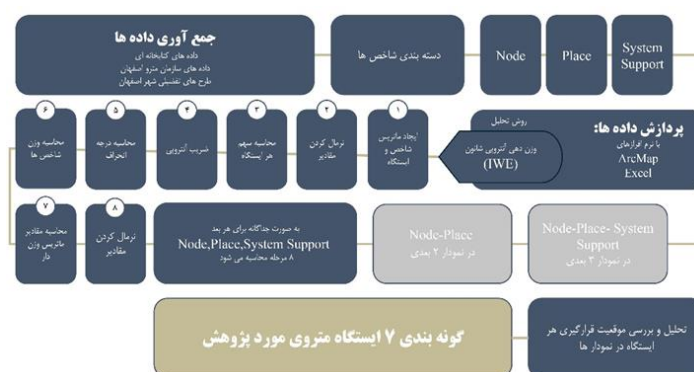 جمع آوری داده ها
داده های کتابخانه ای
داده های سازمان مترو اصفهان
طرح های تفضیلی شهر اصفهان
دسته بندی شاخص ها
Node
Place
System
Support
پردازش داده ها:
با نرم افزارهای
ArcMap
Excel
روش تحلیل
وزن دهی آنتروپی شانون
(IWE)
۱
ایجاد ماتریس
شاخص و
ایستگاه
۲
نرمال کردن
مقادیر
۳
محاسبه سهم
هر ایستگاه
۴
ضریب آنتروپی
۵
محاسبه درجه
انحراف
۶
محاسبه وزن
شاخص ها
۷
محاسبه مقادیر
ماتریس وزن
دار
۸
نرمال کردن
مقادیر
به صورت جداگانه برای هر بعد
Node,Place,System Support
۸ مرحله محاسبه می شود
Node-Place
در نمودار ۲ بعدی
Node-Place- System
Support
در نمودار ۳ بعدی
تحلیل و بررسی موقعیت قرارگیری هر
ایستگاه در نمودار ها
گونه بندی ۷ ایستگاه متروی مورد پژوهش